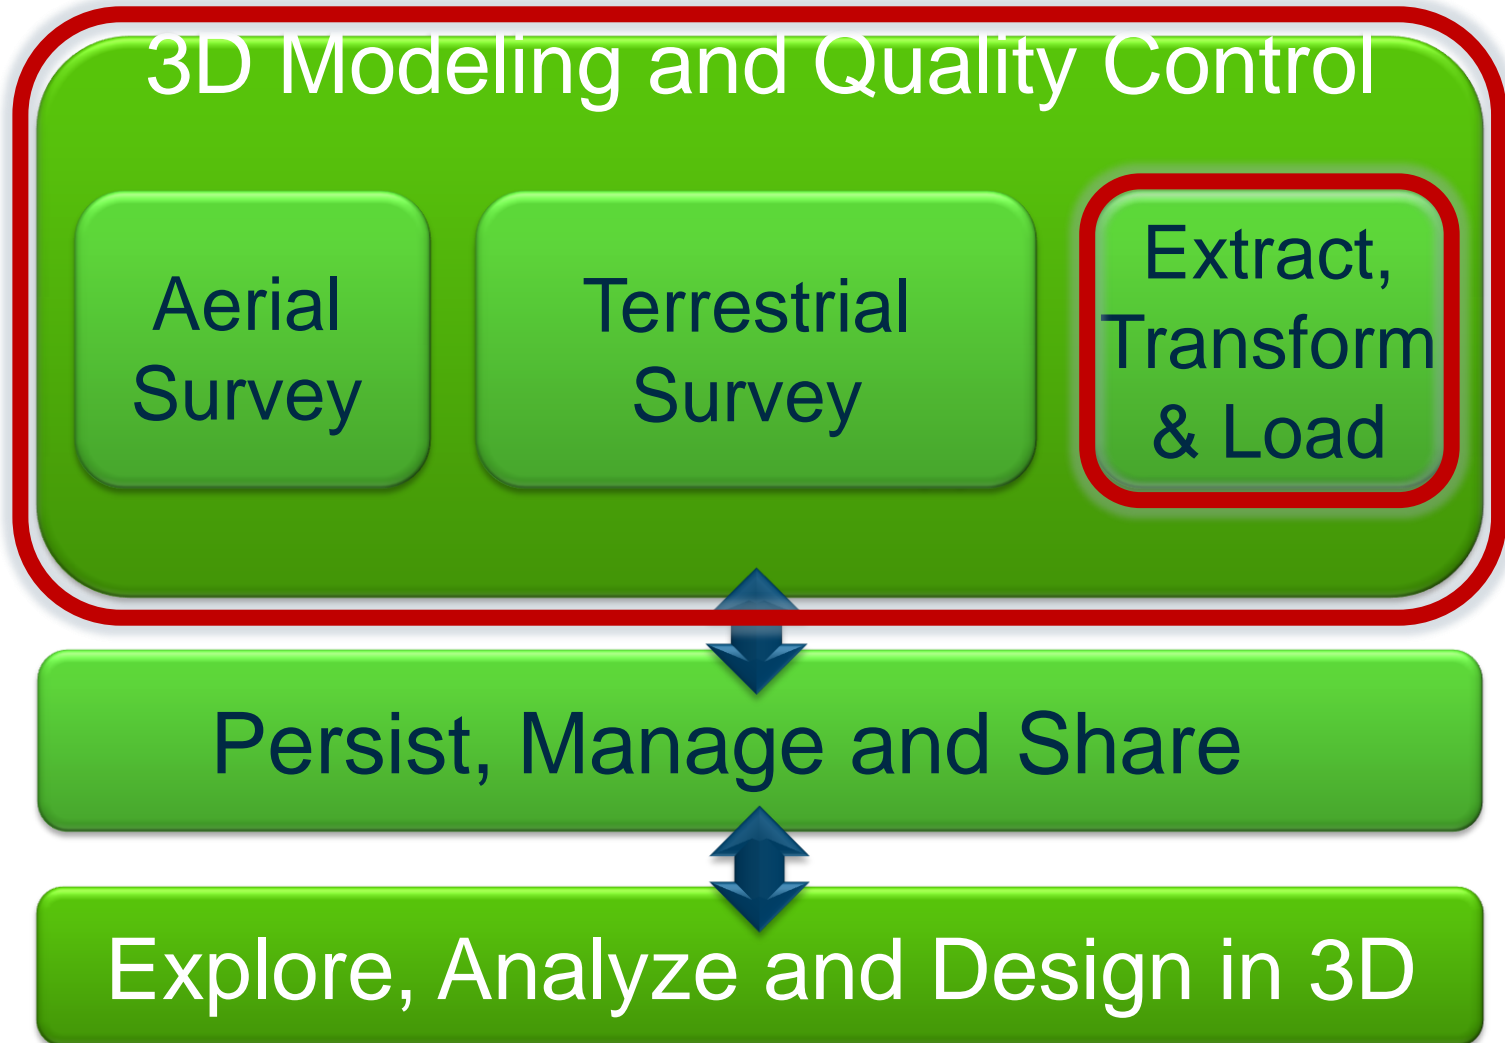 3D Modeling and Quality Control
Aerial
Survey
Terrestrial
Survey
Extract,
Transform
& Load
Persist, Manage and Share
Explore, Analyze and Design in 3D